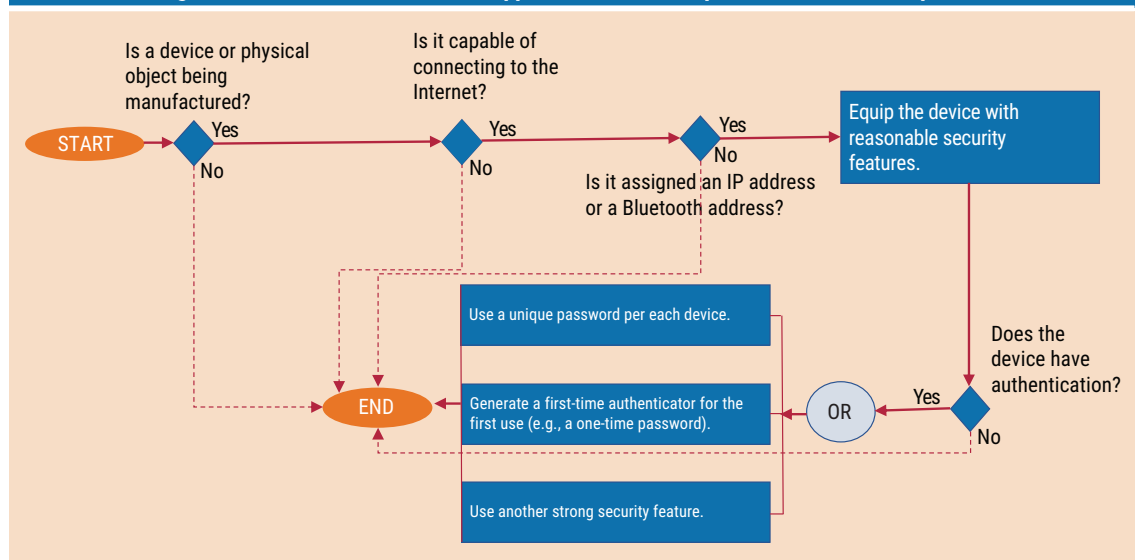 Is a device or physical
object being
manufactured?
Is it capable of
connecting to the
Internet?
START
Yes
No
Yes
No
Yes
No
Is it assigned an IP address
or a Bluetooth address?
Equip the device with
reasonable security
features.
Does the
device have
authentication?
Yes
No
OR
Use a unique password per each device.
Generate a first-time authenticator for the
first use (e.g., a one-time password).
Use another strong security feature.
END